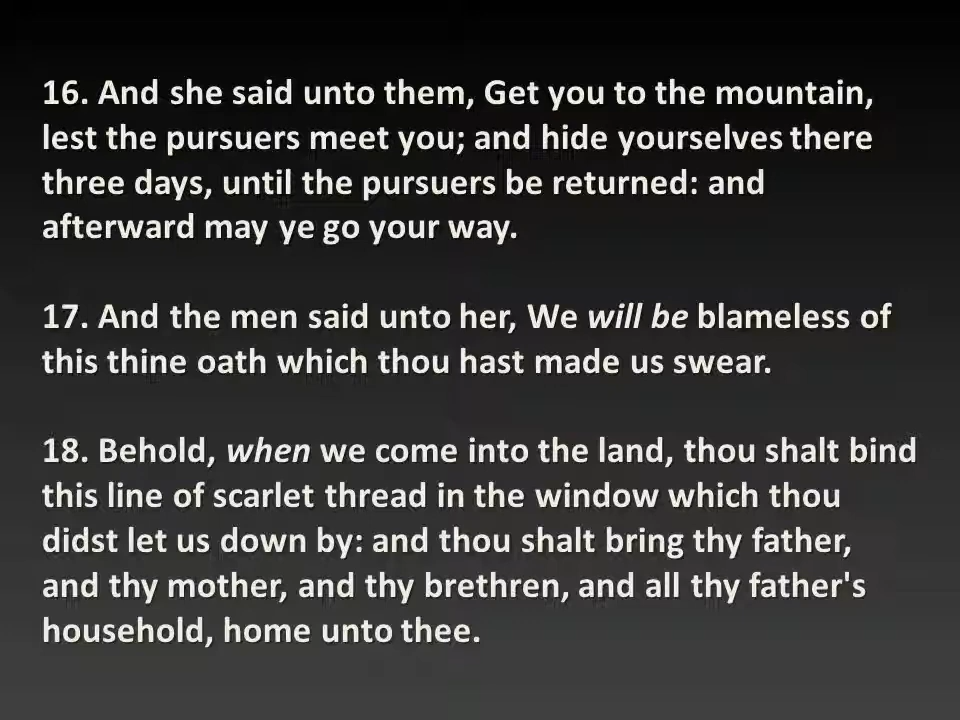 16. And she said unto them, Get you to the mountain,
lest the pursuers meet you; and hide yourselves there
three days, until the pursuers be returned: and
afterward may ye go your way.
17. And the men said unto her, We will be blameless of
this thine oath which thou hast made us swear.
18. Behold, when we come into the land, thou shalt bind
this line of scarlet thread in the window which thou
didst let us down by: and thou shalt bring thy father,
and thy mother, and thy brethren, and all thy father's
household, home unto thee.